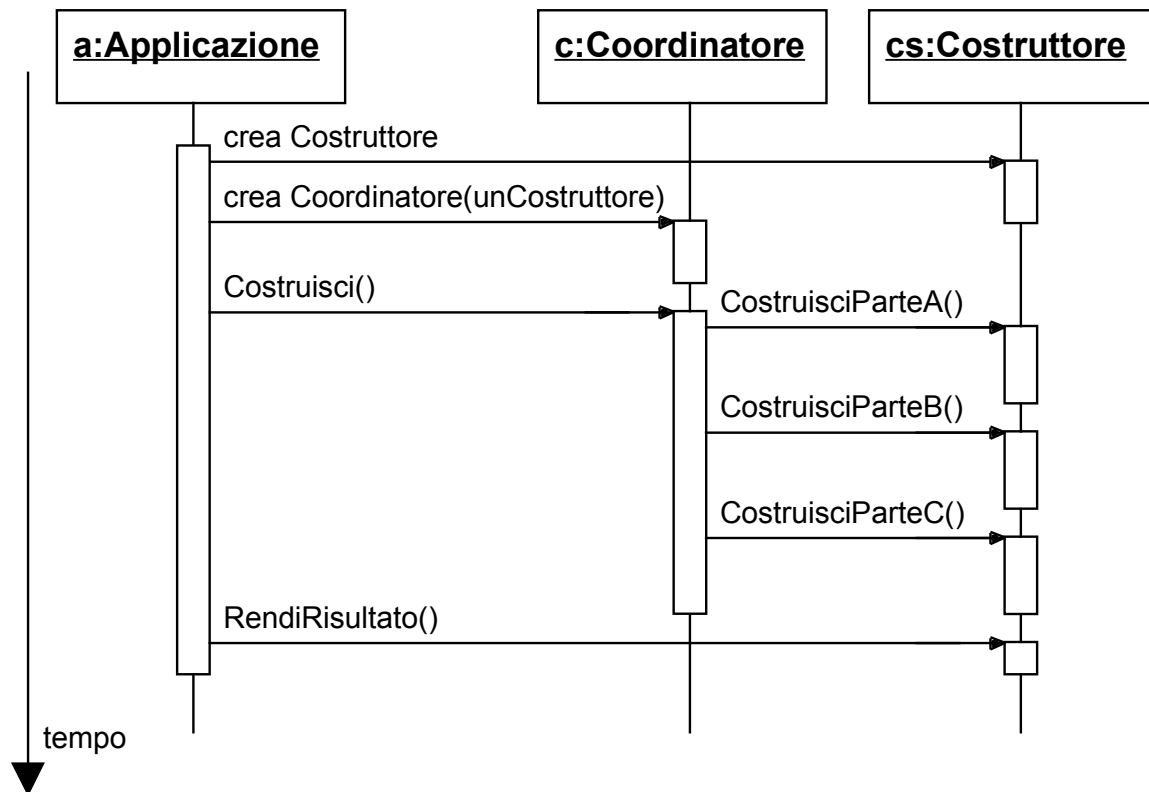 a:Applicazione
c:Coordinatore
cs:Costruttore
crea Costruttore
crea Coordinatore(unCostruttore)
Costruisci()
CostruisciParteA()
CostruisciParteB()
CostruisciParteC()
RendiRisultato()
tempo